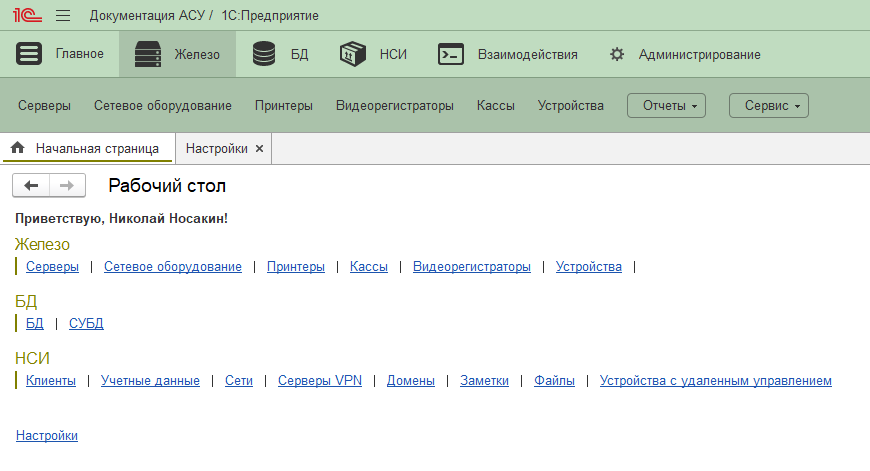 1С Документация АСУ / 1С:Предприятие
Главное Железо БД НСИ Взаимодействия Администрирование
Серверы Сетевое оборудование Принтеры Видеорегистраторы Кассы Устройства Отчеты Сервис
Начальная страница Настройки ×
Рабочий стол
Приветствую, Николай Носакин!
Железо
Серверы | Сетевое оборудование | Принтеры | Кассы | Видеорегистраторы | Устройства |
БД
БД | СУБД
НСИ
Клиенты | Учетные данные | Сети | Серверы VPN | Домены | Заметки | Файлы | Устройства с удаленным управлением
Настройки